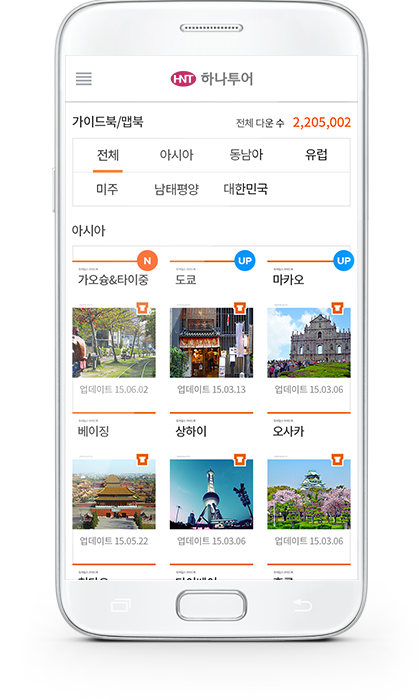 HNT 하나투어
가이드북/맵북 전체 다운 수 2,205,002
전체 아시아 동남아 유럽
미주 남태평양 대한민국
아시아
N UP UP
가오슝&타이중 도쿄 마카오
업데이트 15.06.02 업데이트 15.03.13 업데이트 15.03.06
베이징 상하이 오사카
업데이트 15.05.22 업데이트 15.03.06 업데이트 15.03.06